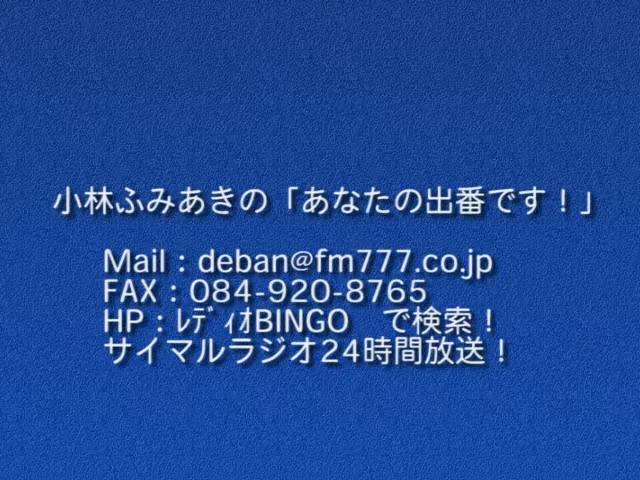 小林ふみあきの「あなたの出番です！」
Mail：deban@fm777.co.jp
FAX：084-920-8765
HP：ﾚﾃﾞｨｵBINGO　で検索！
サイマルラジオ24時間放送！